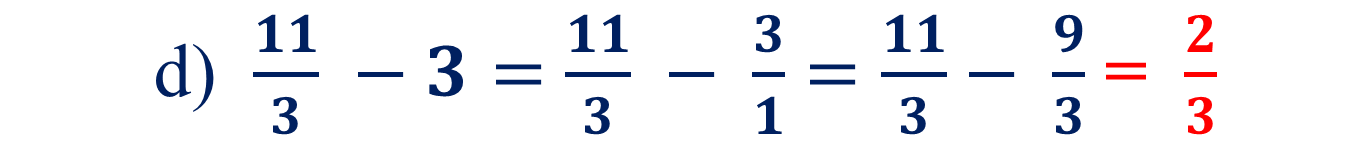 d) 11/3 − 3 = 11/3 − 3/1 = 11/3 − 9/3 = 2/3